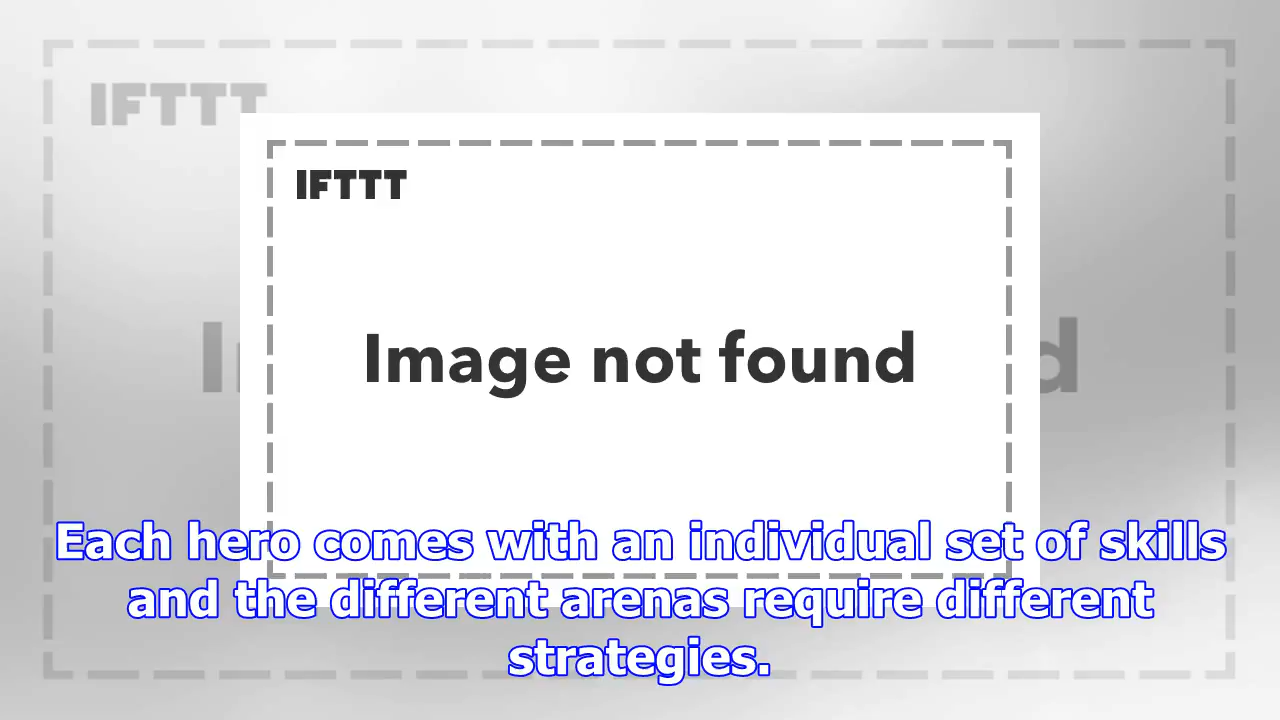 IFTTT
IFTTT
Image not found
Each hero comes with an individual set of skills
and the different arenas require different
strategies.